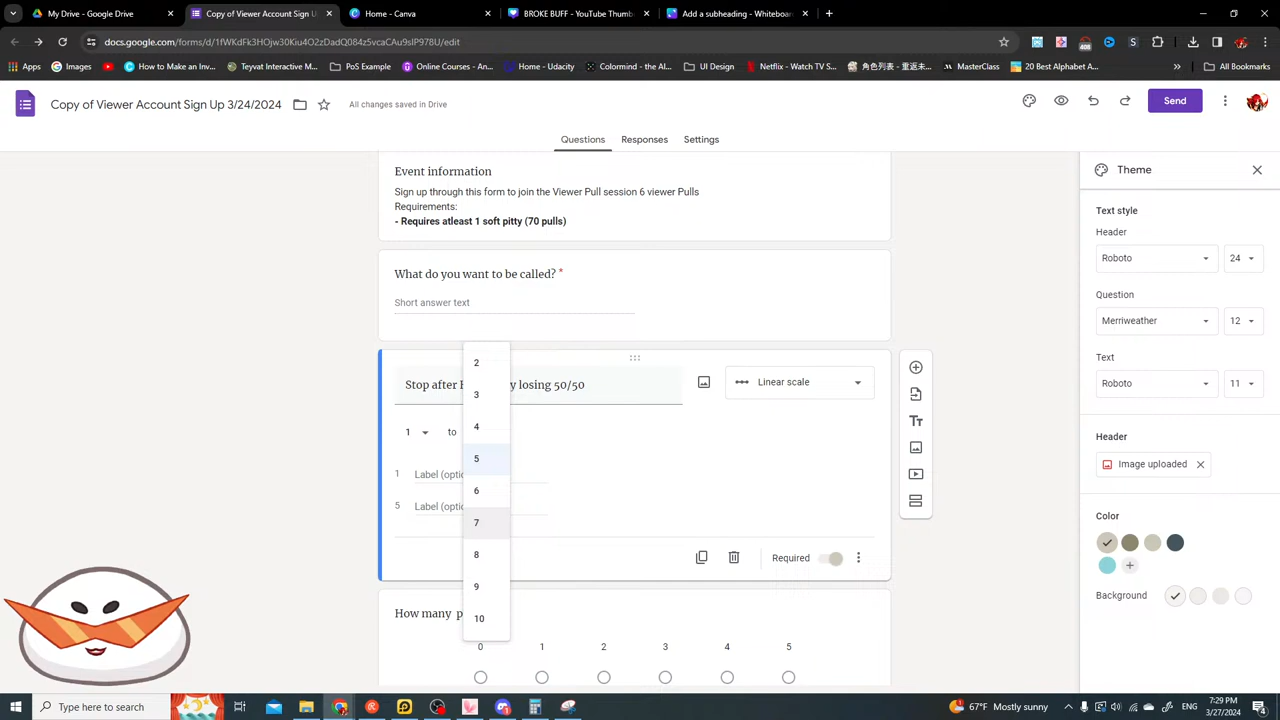 My Drive - Google Drive
Copy of Viewer Account Sign Up
Home - Canva
BROKE BUFF - YouTube Thumb
Add a subheading - Whiteboar
docs.google.com/forms/d/1fWKdFk3HOjw30Kiu4O2zDadQ084z5vcaCAu9slP978U/edit
Apps
Images
How to Make an Inv...
Teyvat Interactive M...
PoS Example
Online Courses - An...
Home - Udacity
Colormind - the AI...
UI Design
Netflix - Watch TV S...
角色列表 - 重返未...
MasterClass
20 Best Alphabet A...
»
All Bookmarks
Copy of Viewer Account Sign Up 3/24/2024
All changes saved in Drive
Send
Questions
Responses
Settings
Event information
Sign up through this form to join the Viewer Pull session 6 viewer Pulls
Requirements:
- Requires atleast 1 soft pitty (70 pulls)
What do you want to be called? *
Short answer text
Stop after
y losing 50/50
Linear scale
1
to
1
Label (optio
5
Label (optio
2
3
4
5
6
7
8
9
10
Required
How many p
0
1
2
3
4
5
Theme
Text style
Header
Roboto
24
Question
Merriweather
12
Text
Roboto
11
Header
Image uploaded
Color
Background
Type here to search
67°F Mostly sunny
ENG
7:29 PM
3/27/2024